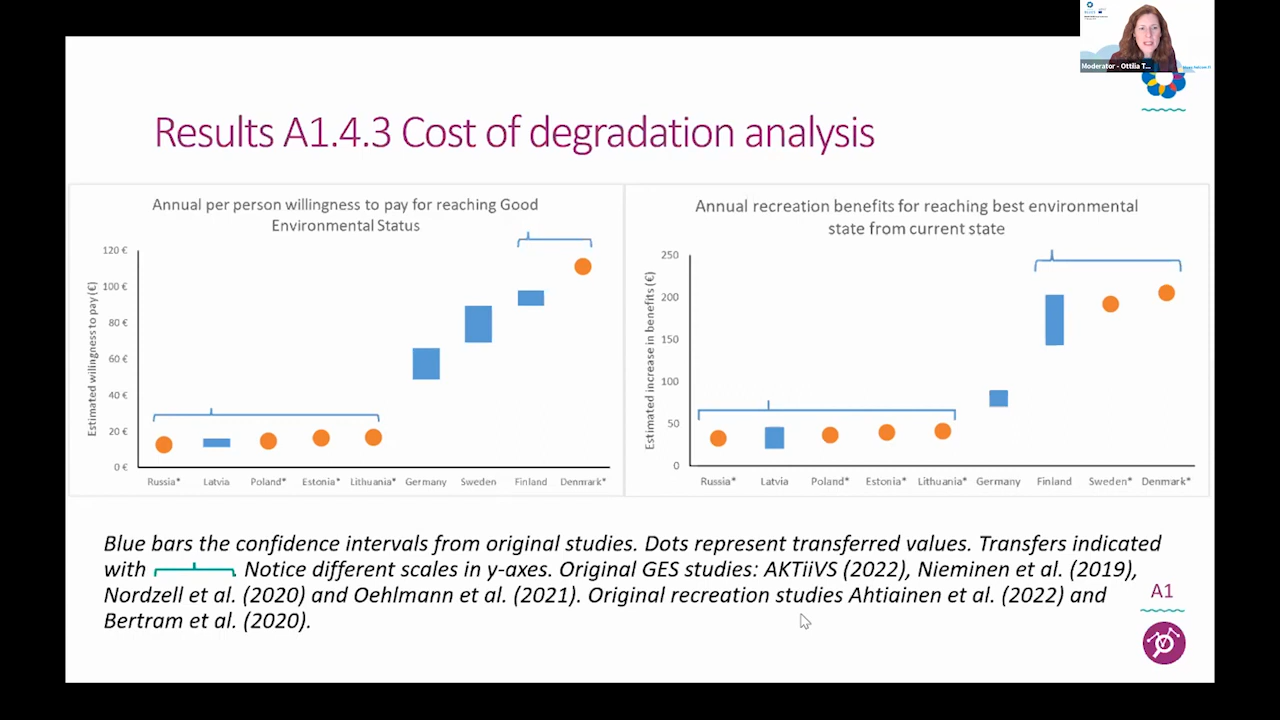 Moderator - Ottilia T...
Results A1.4.3 Cost of degradation analysis
Annual per person willingness to pay for reaching Good
Environmental Status
120 €
100 €
80 €
60 €
40 €
20 €
0 €
Estimated wilingness to pay (€)
Russia*
Latvia
Poland*
Estonia*
Lithuania*
Germany
Sweden
Finland
Denmark*
Annual recreation benefits for reaching best environmental
state from current state
250
200
150
100
50
0
Estimated increase in benefits (€)
Russia*
Latvia
Poland*
Estonia*
Lithuania*
Germany
Finland
Sweden*
Denmark*
Blue bars the confidence intervals from original studies. Dots represent transferred values. Transfers indicated
with . Notice different scales in y-axes. Original GES studies: AKTiiVS (2022), Nieminen et al. (2019),
Nordzell et al. (2020) and Oehlmann et al. (2021). Original recreation studies Ahtiainen et al. (2022) and
Bertram et al. (2020).
A1